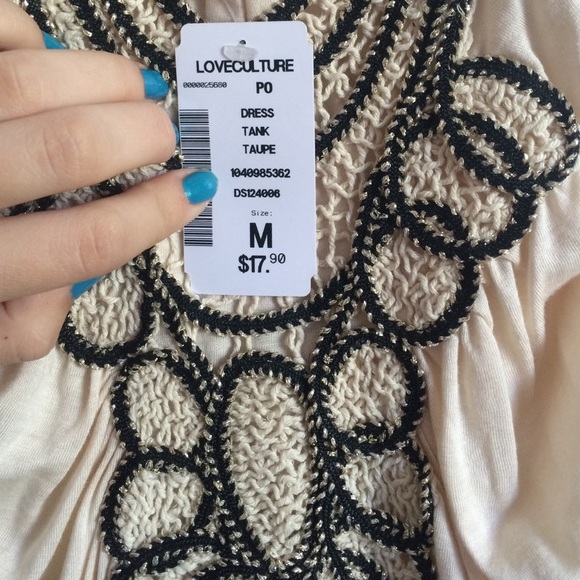 LOVECULTURE
0000025680 PO
DRESS
TANK
TAUPE
1040985362
DS124006
Size:
M
$17.90